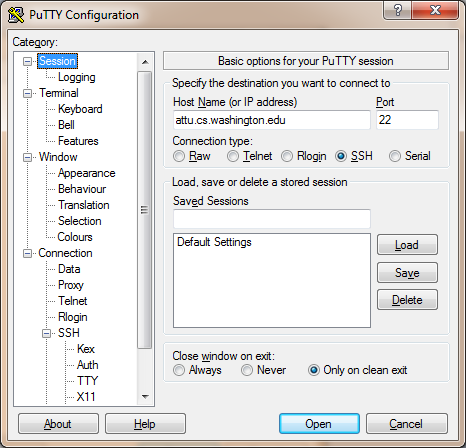 PuTTY Configuration
Category:
Session
Logging
Terminal
Keyboard
Bell
Features
Window
Appearance
Behaviour
Translation
Selection
Colours
Connection
Data
Proxy
Telnet
Rlogin
SSH
Kex
Auth
TTY
X11
Basic options for your PuTTY session
Specify the destination you want to connect to
Host Name (or IP address) Port
attu.cs.washington.edu 22
Connection type:
Raw Telnet Rlogin SSH Serial
Load, save or delete a stored session
Saved Sessions
Default Settings
Load
Save
Delete
Close window on exit:
Always Never Only on clean exit
About Help Open Cancel